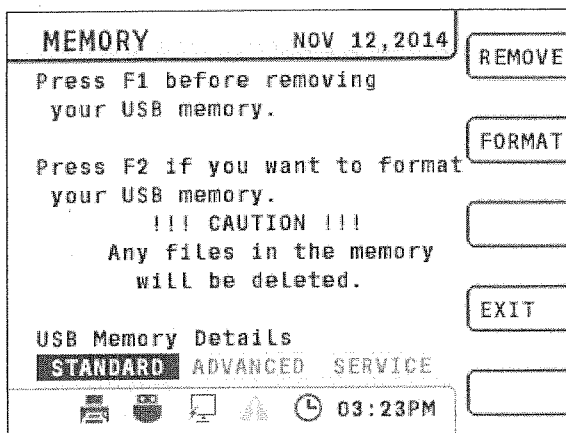 MEMORY NOV 12,2014
REMOVE
Press F1 before removing
your USB memory.
FORMAT
Press F2 if you want to format
your USB memory.
!!! CAUTION !!!
Any files in the memory
will be deleted.
EXIT
USB Memory Details
STANDARD ADVANCED SERVICE
03:23PM